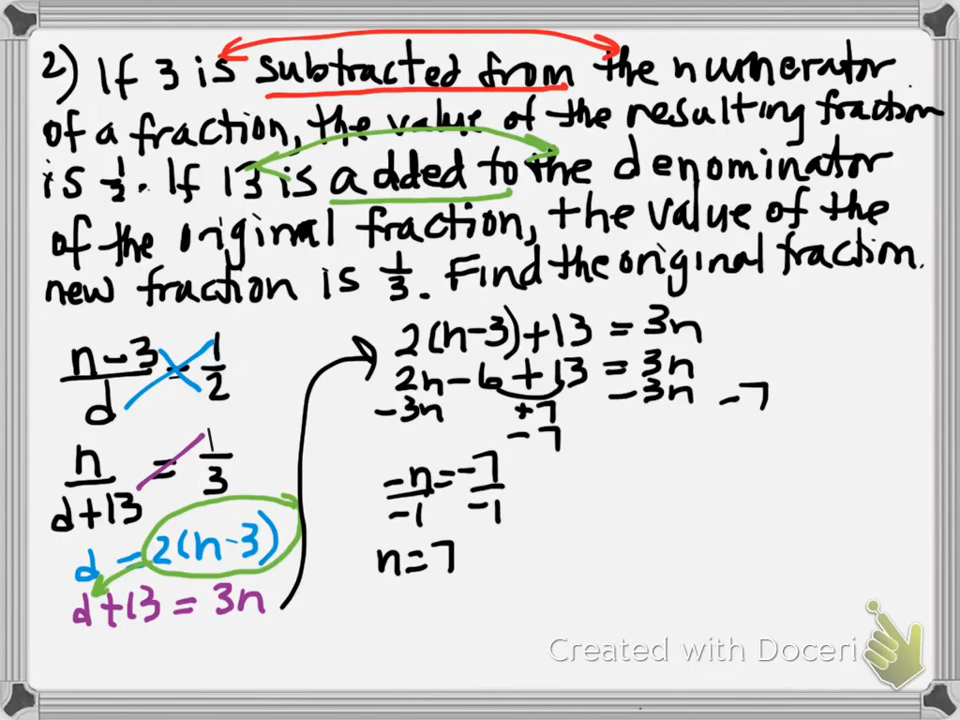 2) If 3 is subtracted from the numerator
of a fraction, the value of the resulting fraction
is 1/2. If 13 is added to the denominator
of the original fraction, the value of the
new fraction is 1/3. Find the original fraction.
n-3/d = 1/2
n/d+13 = 1/3
d = 2(n-3)
d+13 = 3n
2(n-3)+13 = 3n
2n-6+13 = 3n
-3n +7 -3n -7
-7
-n/-1 = -7/-1
n=7
Created with Doceri